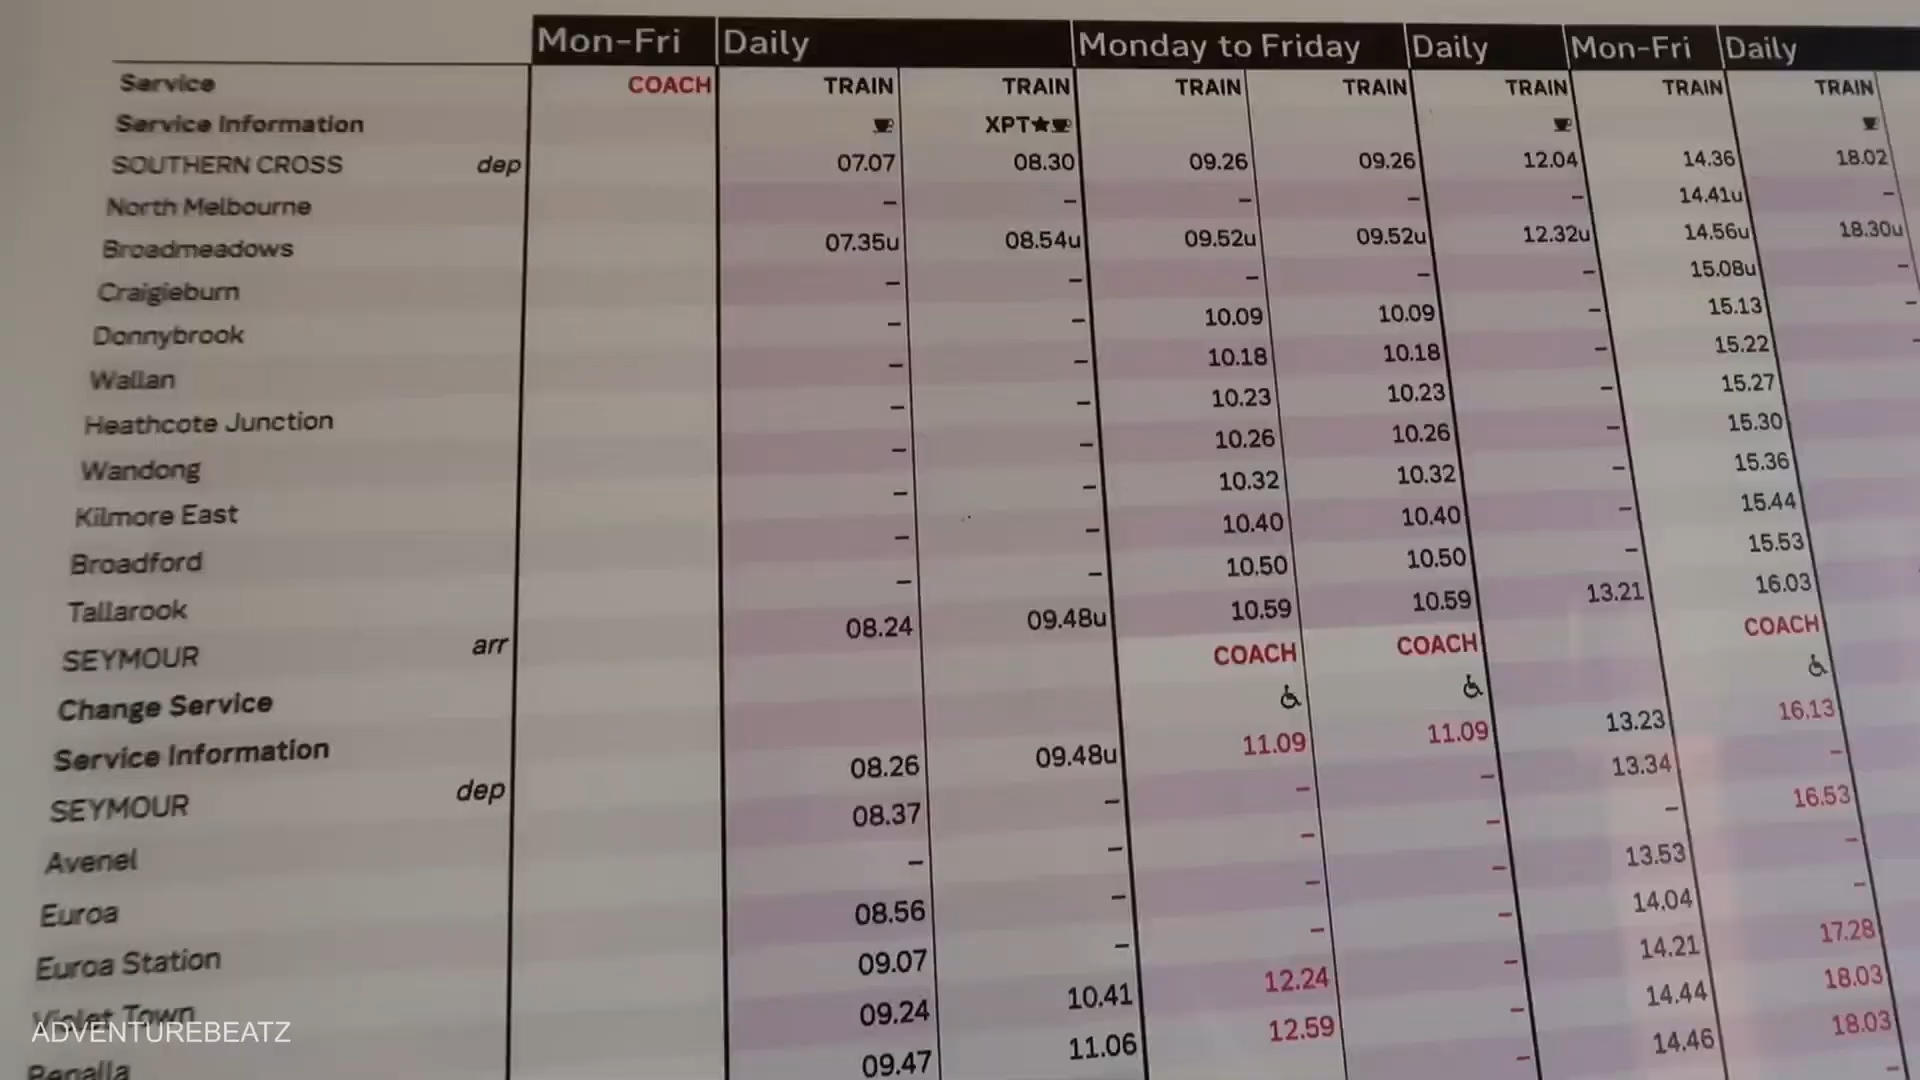 Mon-Fri Daily Monday to Friday Daily Mon-Fri Daily
Service COACH TRAIN TRAIN TRAIN TRAIN TRAIN TRAIN TRAIN
Service Information XPT★
SOUTHERN CROSS dep 07.07 08.30 09.26 09.26 12.04 14.36 18.02
North Melbourne – – – – – 14.41u –
Broadmeadows 07.35u 08.54u 09.52u 09.52u 12.32u 14.56u 18.30u
Craigieburn – – – – – 15.08u –
Donnybrook – – 10.09 10.09 – 15.13 –
Wallan – – 10.18 10.18 – 15.22 –
Heathcote Junction – – 10.23 10.23 – 15.27
Wandong – – 10.26 10.26 – 15.30
Kilmore East – – 10.32 10.32 – 15.36
Broadford – – 10.40 10.40 – 15.44
Tallarook – – 10.50 10.50 – 15.53
SEYMOUR arr 08.24 09.48u 10.59 10.59 13.21 16.03
Change Service COACH COACH COACH
Service Information
SEYMOUR dep 08.26 09.48u 11.09 11.09 13.23 16.13
Avenel 08.37 – – – 13.34 –
Euroa – – – – – 16.53
Euroa Station 08.56 – – – 13.53 –
Violet Town 09.07 – – – 14.04 –
Benalla 09.24 10.41 12.24 – 14.21 17.28
09.47 11.06 12.59 – 14.44 18.03
– 14.46 18.03
–
ADVENTUREBEATZ